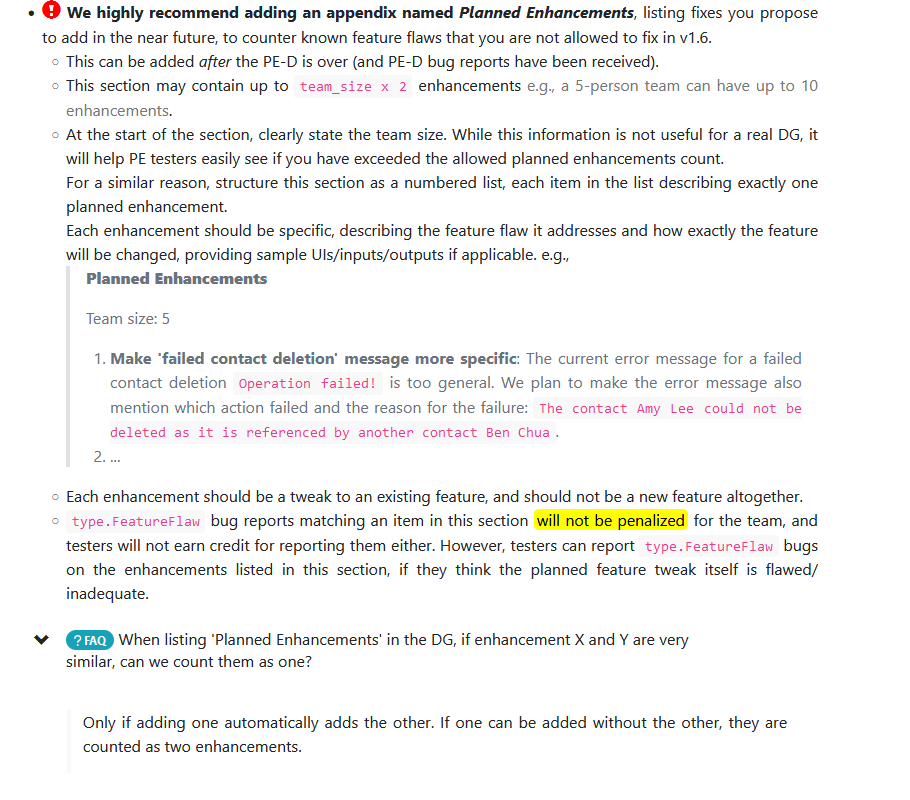 • ! We highly recommend adding an appendix named Planned Enhancements, listing fixes you propose
to add in the near future, to counter known feature flaws that you are not allowed to fix in v1.6.
◦ This can be added after the PE-D is over (and PE-D bug reports have been received).
◦ This section may contain up to team_size x 2 enhancements e.g., a 5-person team can have up to 10
enhancements.
◦ At the start of the section, clearly state the team size. While this information is not useful for a real DG, it
will help PE testers easily see if you have exceeded the allowed planned enhancements count.
For a similar reason, structure this section as a numbered list, each item in the list describing exactly one
planned enhancement.
Each enhancement should be specific, describing the feature flaw it addresses and how exactly the feature
will be changed, providing sample UIs/inputs/outputs if applicable. e.g.,
Planned Enhancements
Team size: 5
1. Make 'failed contact deletion' message more specific: The current error message for a failed
contact deletion Operation failed! is too general. We plan to make the error message also
mention which action failed and the reason for the failure: The contact Amy Lee could not be
deleted as it is referenced by another contact Ben Chua .
2. ...
◦ Each enhancement should be a tweak to an existing feature, and should not be a new feature altogether.
◦ type.FeatureFlaw bug reports matching an item in this section will not be penalized for the team, and
testers will not earn credit for reporting them either. However, testers can report type.FeatureFlaw bugs
on the enhancements listed in this section, if they think the planned feature tweak itself is flawed/
inadequate.
? FAQ When listing 'Planned Enhancements' in the DG, if enhancement X and Y are very
similar, can we count them as one?
Only if adding one automatically adds the other. If one can be added without the other, they are
counted as two enhancements.